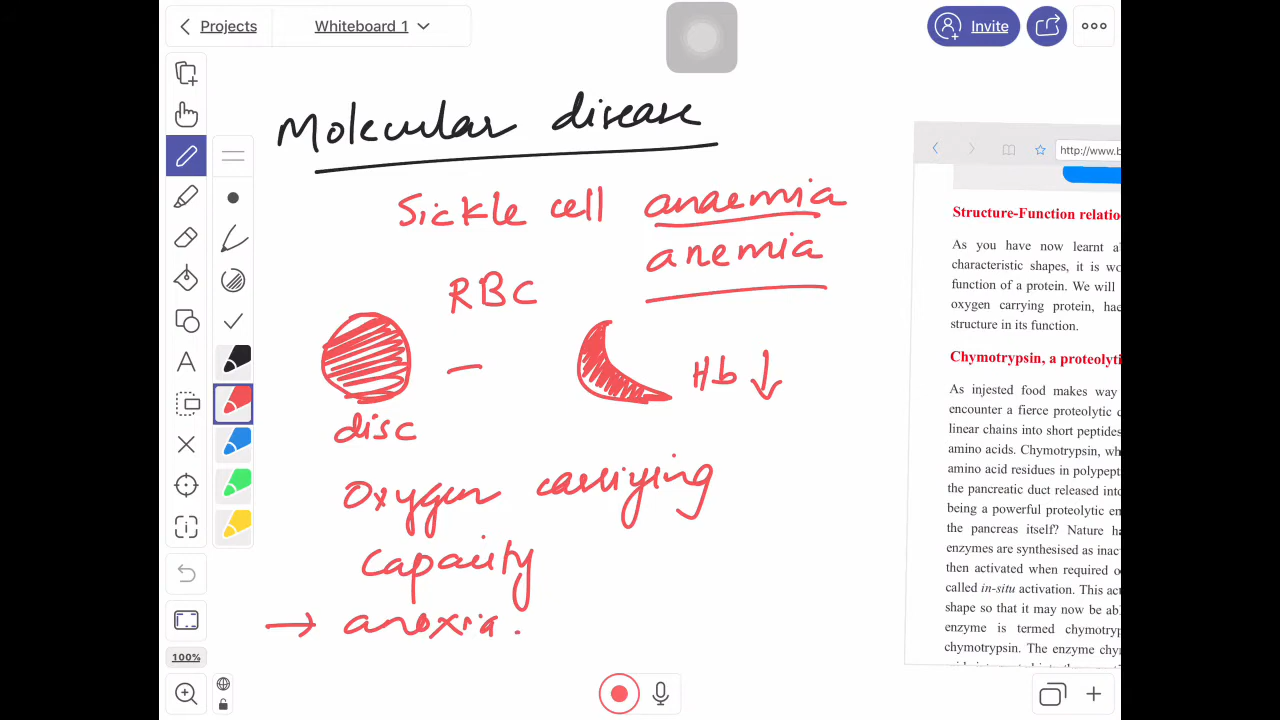 Projects
Whiteboard 1
Invite
Molecular disease
Sickle cell anaemia
anemia
RBC
Hb
disc
Oxygen carriying
capacity
anoxia.
100%
A
http://www.b
Structure-Function relatio
As you have now learnt a
characteristic shapes, it is wo
function of a protein. We will
oxygen carrying protein, hae
structure in its function.
Chymotrypsin, a proteolyti
As injested food makes way
encounter a fierce proteolytic
linear chains into short peptides
amino acids. Chymotrypsin, wh
amino acid residues in polypept
the pancreatic duct released into
being a powerful proteolytic en
the pancreas itself? Nature ha
enzymes are synthesised as inac
then activated when required o
called in-situ activation. This ac
shape so that it may now be ab
enzyme is termed chymotryp
chymotrypsin. The enzyme chy